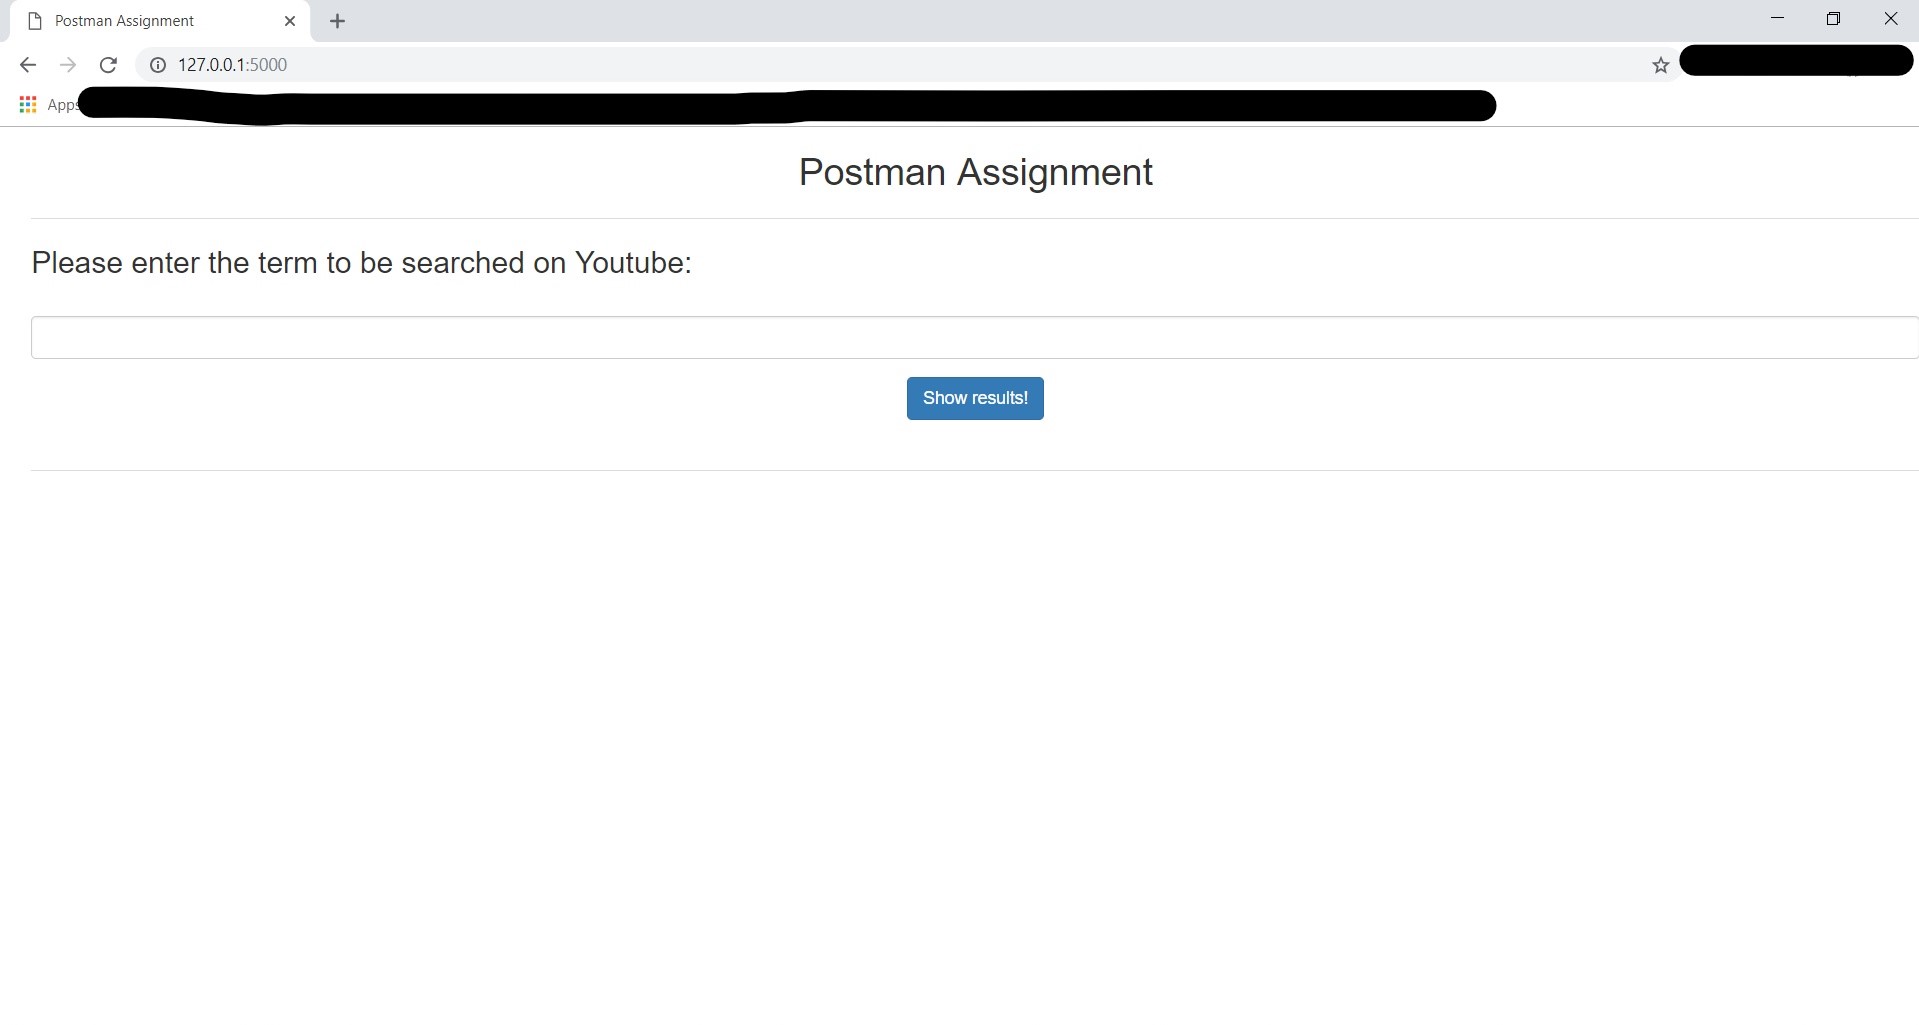 Postman Assignment
127.0.0.1:5000
Apps
Postman Assignment
Please enter the term to be searched on Youtube:
Show results!